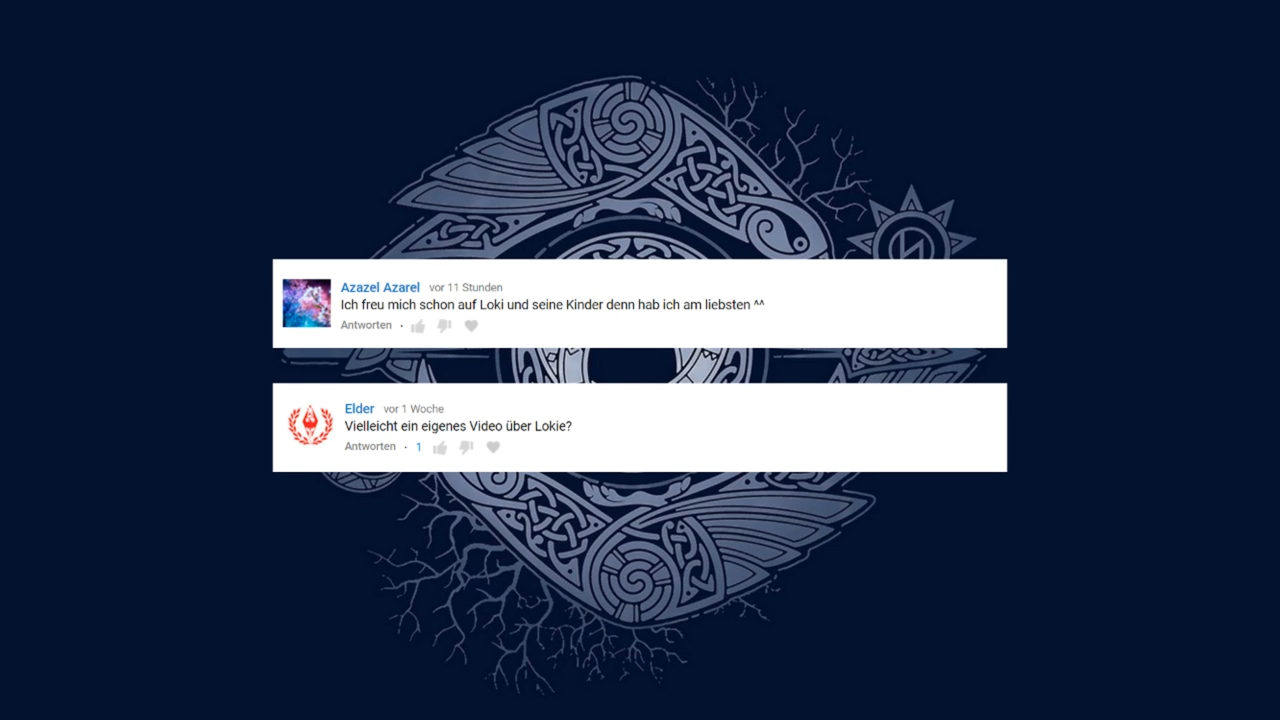 Azazel Azarel vor 11 Stunden
Ich freu mich schon auf Loki und seine Kinder denn hab ich am liebsten ^^
Antworten ·
Elder vor 1 Woche
Vielleicht ein eigenes Video über Lokie?
Antworten · 1